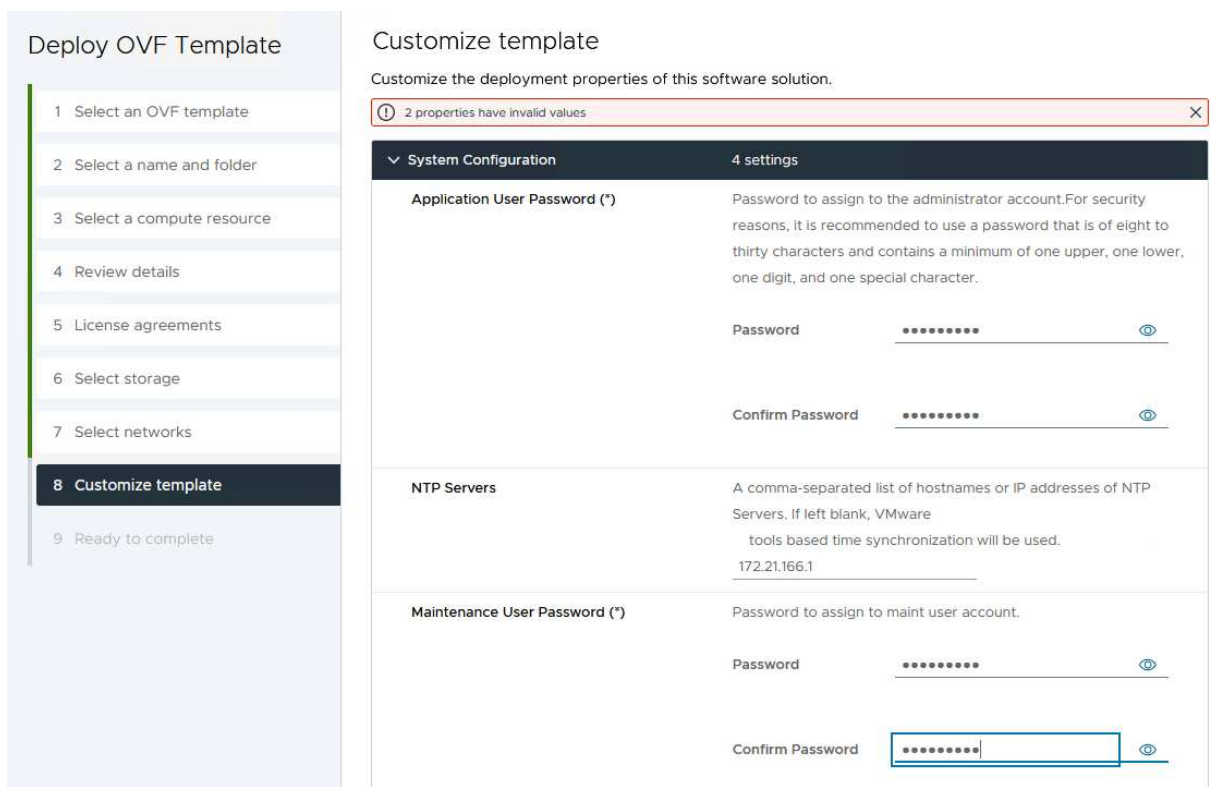 Deploy OVF Template
1 Select an OVF template
2 Select a name and folder
3 Select a compute resource
4 Review details
5 License agreements
6 Select storage
7 Select networks
8 Customize template
9 Ready to complete
Customize template
Customize the deployment properties of this software solution.
2 properties have invalid values
System Configuration 4 settings
Application User Password (*)
Password to assign to the administrator account.For security
reasons, it is recommended to use a password that is of eight to
thirty characters and contains a minimum of one upper, one lower,
one digit, and one special character.
Password •••••••••
Confirm Password •••••••••
NTP Servers
A comma-separated list of hostnames or IP addresses of NTP
Servers. If left blank, VMware
tools based time synchronization will be used.
172.21.166.1
Maintenance User Password (*)
Password to assign to maint user account.
Password •••••••••
Confirm Password •••••••••